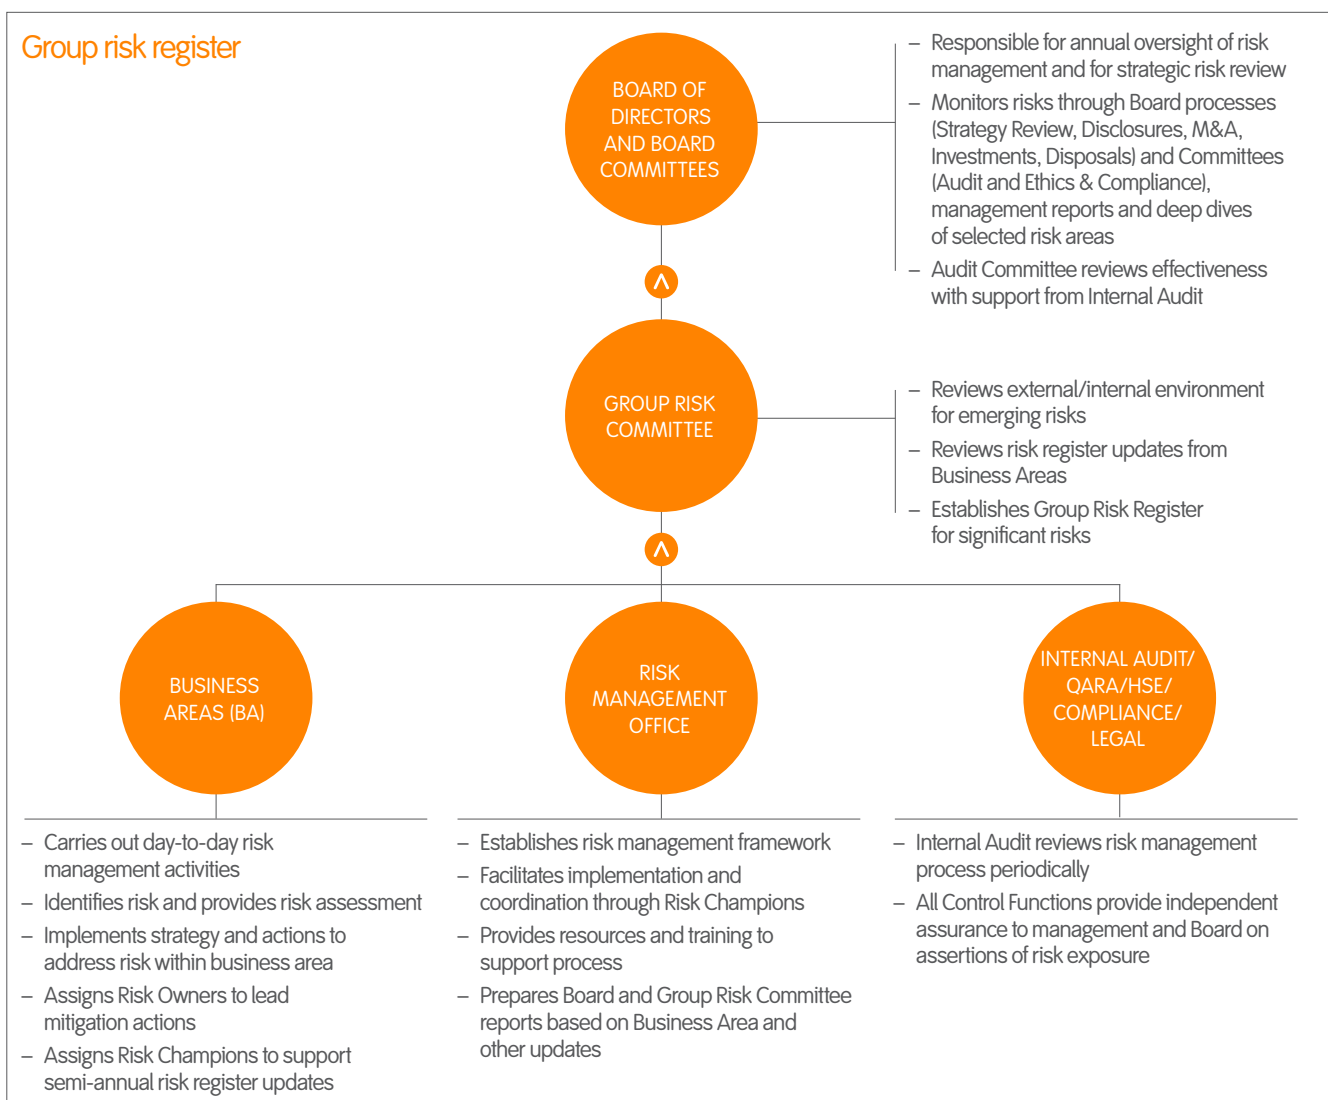 Group risk register
BOARD OF
DIRECTORS
AND BOARD
COMMITTEES
– Responsible for annual oversight of risk
management and for strategic risk review
– Monitors risks through Board processes
(Strategy Review, Disclosures, M&A,
Investments, Disposals) and Committees
(Audit and Ethics & Compliance),
management reports and deep dives
of selected risk areas
– Audit Committee reviews effectiveness
with support from Internal Audit
GROUP RISK
COMMITTEE
– Reviews external/internal environment
for emerging risks
– Reviews risk register updates from
Business Areas
– Establishes Group Risk Register
for significant risks
BUSINESS
AREAS (BA)
– Carries out day-to-day risk
management activities
– Identifies risk and provides risk assessment
– Implements strategy and actions to
address risk within business area
– Assigns Risk Owners to lead
mitigation actions
– Assigns Risk Champions to support
semi-annual risk register updates
RISK
MANAGEMENT
OFFICE
– Establishes risk management framework
– Facilitates implementation and
coordination through Risk Champions
– Provides resources and training to
support process
– Prepares Board and Group Risk Committee
reports based on Business Area and
other updates
INTERNAL AUDIT/
QARA/HSE/
COMPLIANCE/
LEGAL
– Internal Audit reviews risk management
process periodically
– All Control Functions provide independent
assurance to management and Board on
assertions of risk exposure